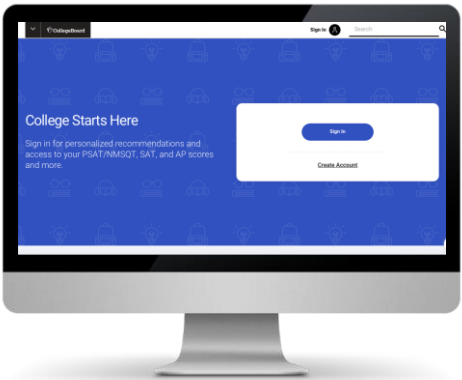 CollegeBoard
Sign In
Search
College Starts Here
Sign in for personalized recommendations and
access to your PSAT/NMSQT, SAT, and AP scores
and more.
Sign In
Create Account